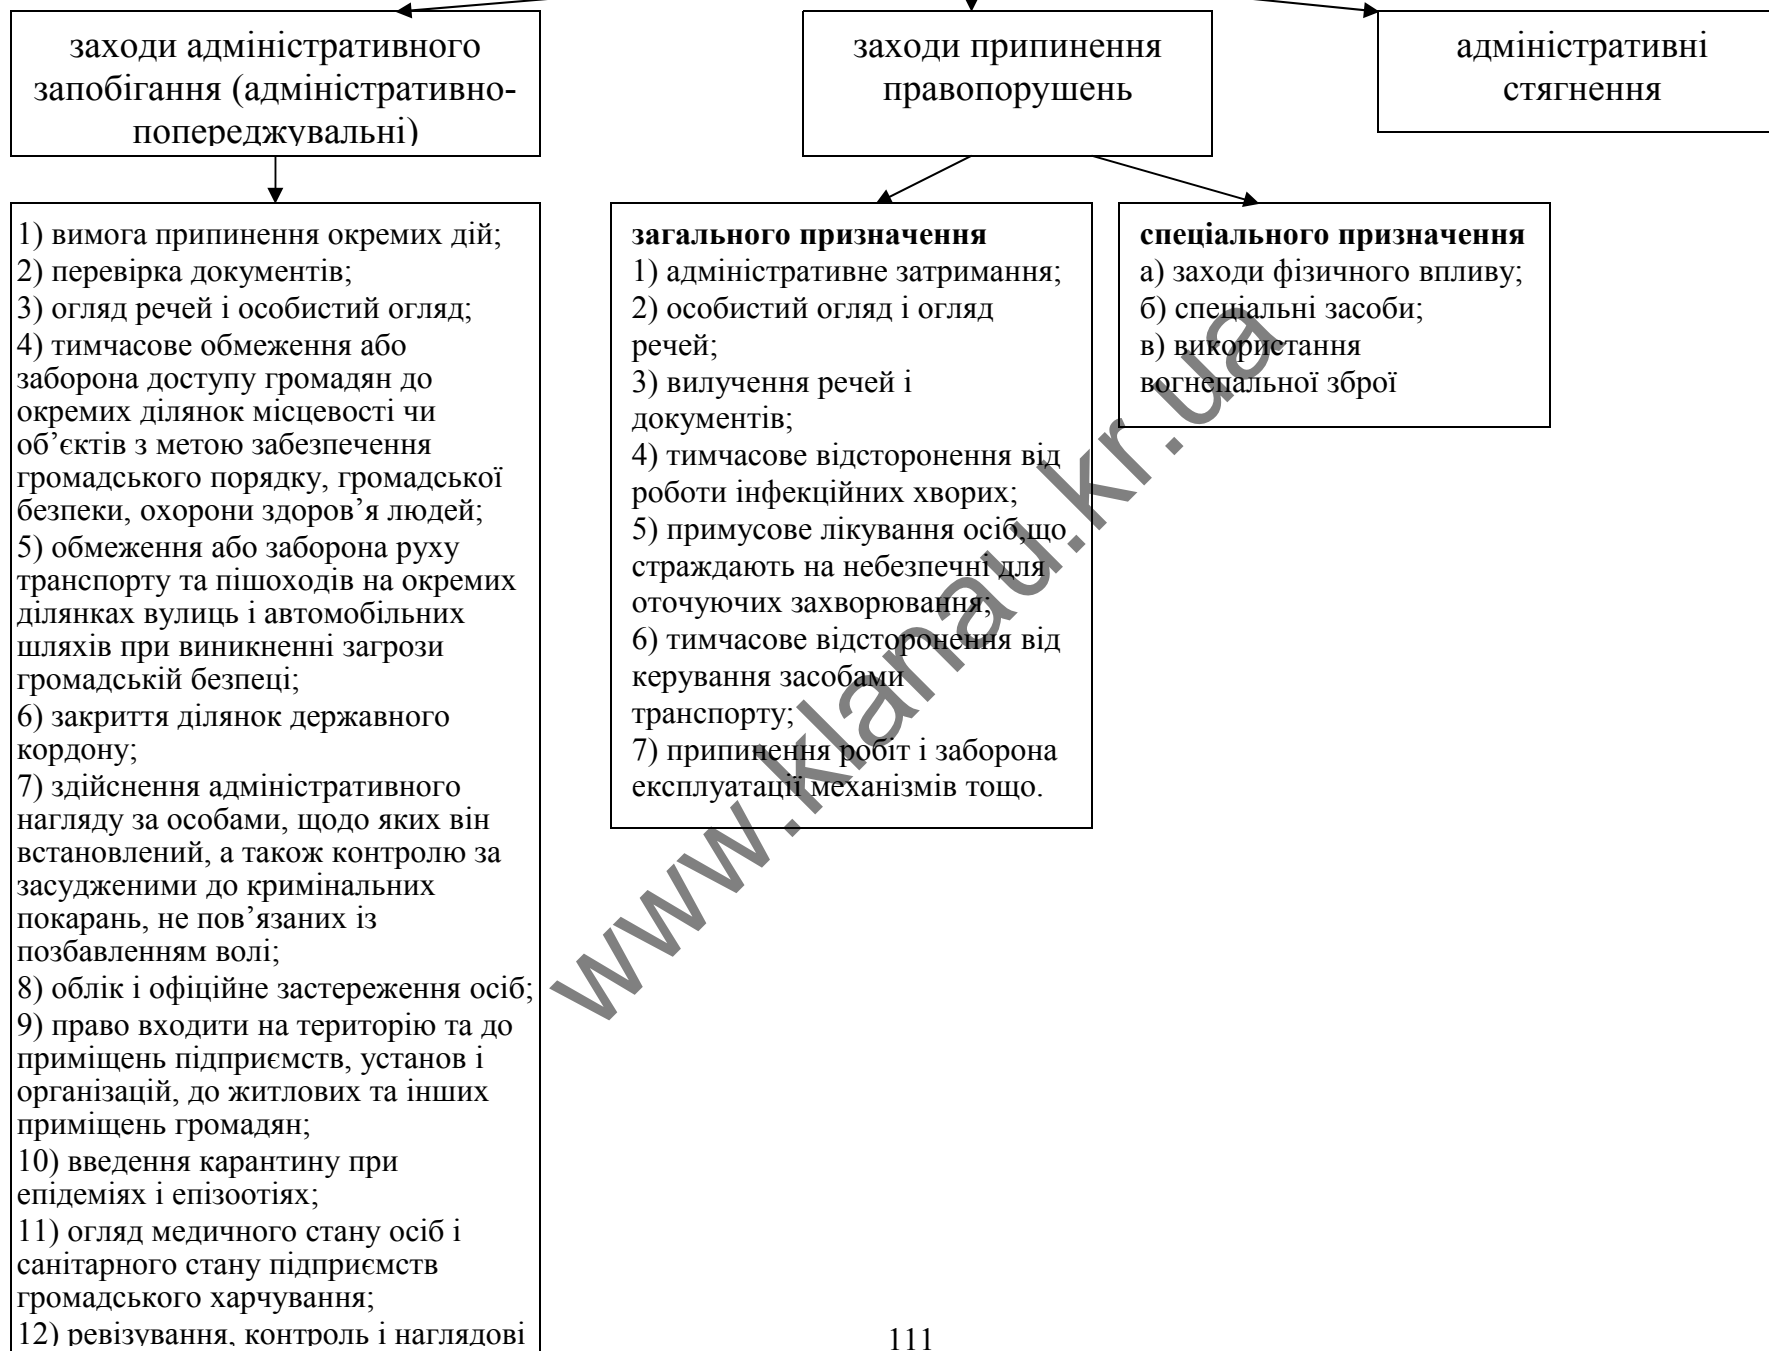 заходи адміністративного
запобігання (адміністративно-
попереджувальні)
заходи припинення
правопорушень
адміністративні
стягнення
1) вимога припинення окремих дій;
2) перевірка документів;
3) огляд речей і особистий огляд;
4) тимчасове обмеження або
заборона доступу громадян до
окремих ділянок місцевості чи
об’єктів з метою забезпечення
громадського порядку, громадської
безпеки, охорони здоров’я людей;
5) обмеження або заборона руху
транспорту та пішоходів на окремих
ділянках вулиць і автомобільних
шляхів при виникненні загрози
громадській безпеці;
6) закриття ділянок державного
кордону;
7) здійснення адміністративного
нагляду за особами, щодо яких він
встановлений, а також контролю за
засудженими до кримінальних
покарань, не пов’язаних із
позбавленням волі;
8) облік і офіційне застереження осіб;
9) право входити на територію та до
приміщень підприємств, установ і
організацій, до житлових та інших
приміщень громадян;
10) введення карантину при
епідеміях і епізоотіях;
11) огляд медичного стану осіб і
санітарного стану підприємств
громадського харчування;
12) ревізування, контроль і наглядові
загального призначення
1) адміністративне затримання;
2) особистий огляд і огляд
речей;
3) вилучення речей і
документів;
4) тимчасове відсторонення від
роботи інфекційних хворих;
5) примусове лікування осіб,що
страждають на небезпечні для
оточуючих захворювання;
6) тимчасове відсторонення від
керування засобами
транспорту;
7) припинення робіт і заборона
експлуатації механізмів тощо.
спеціального призначення
а) заходи фізичного впливу;
б) спеціальні засоби;
в) використання
вогнепальної зброї
www.klanau.kr.ua
111